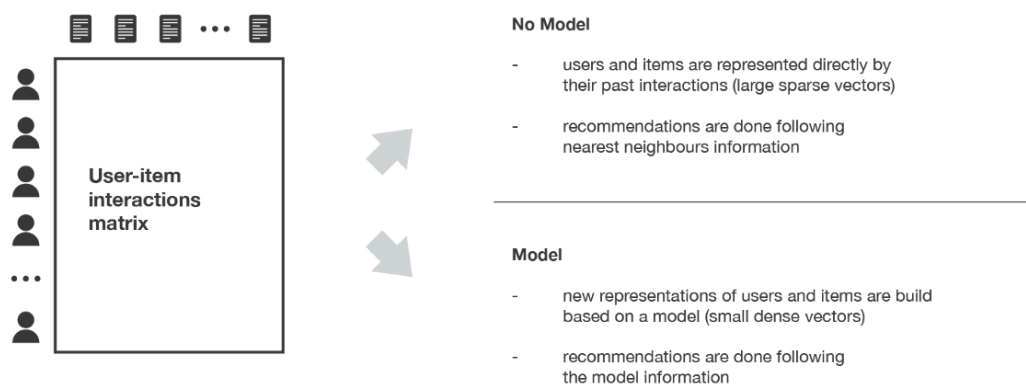 User-item
interactions
matrix
No Model
- users and items are represented directly by
their past interactions (large sparse vectors)
- recommendations are done following
nearest neighbours information
Model
- new representations of users and items are build
based on a model (small dense vectors)
- recommendations are done following
the model information